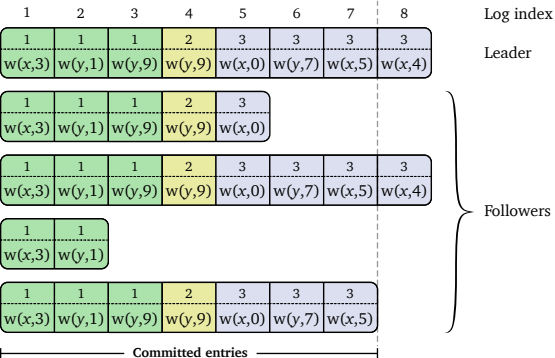 1 2 3 4 5 6 7 8 Log index
1 1 1 2 3 3 3 3
w(x,3) w(y,1) w(y,9) w(y,9) w(x,0) w(y,7) w(x,5) w(x,4) Leader
1 1 1 2 3
w(x,3) w(y,1) w(y,9) w(y,9) w(x,0)
1 1 1 2 3 3 3 3
w(x,3) w(y,1) w(y,9) w(y,9) w(x,0) w(y,7) w(x,5) w(x,4)
Followers
1 1
w(x,3) w(y,1)
1 1 1 2 3 3 3
w(x,3) w(y,1) w(y,9) w(y,9) w(x,0) w(y,7) w(x,5)
Committed entries